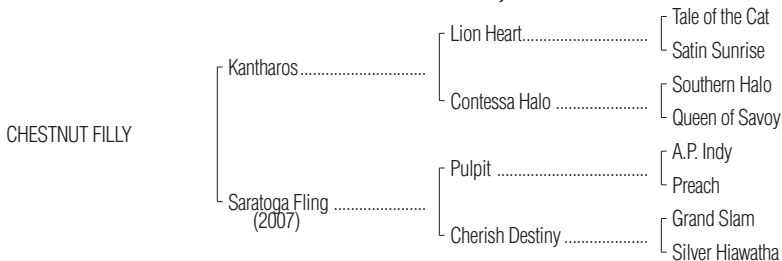 Tale of the Cat
Lion Heart..............................
Satin Sunrise
Kantharos..............................
Southern Halo
Contessa Halo ......................
Queen of Savoy
CHESTNUT FILLY
A.P. Indy
Pulpit ....................................
Preach
Saratoga Fling ......................
(2007)
Grand Slam
Cherish Destiny ....................
Silver Hiawatha